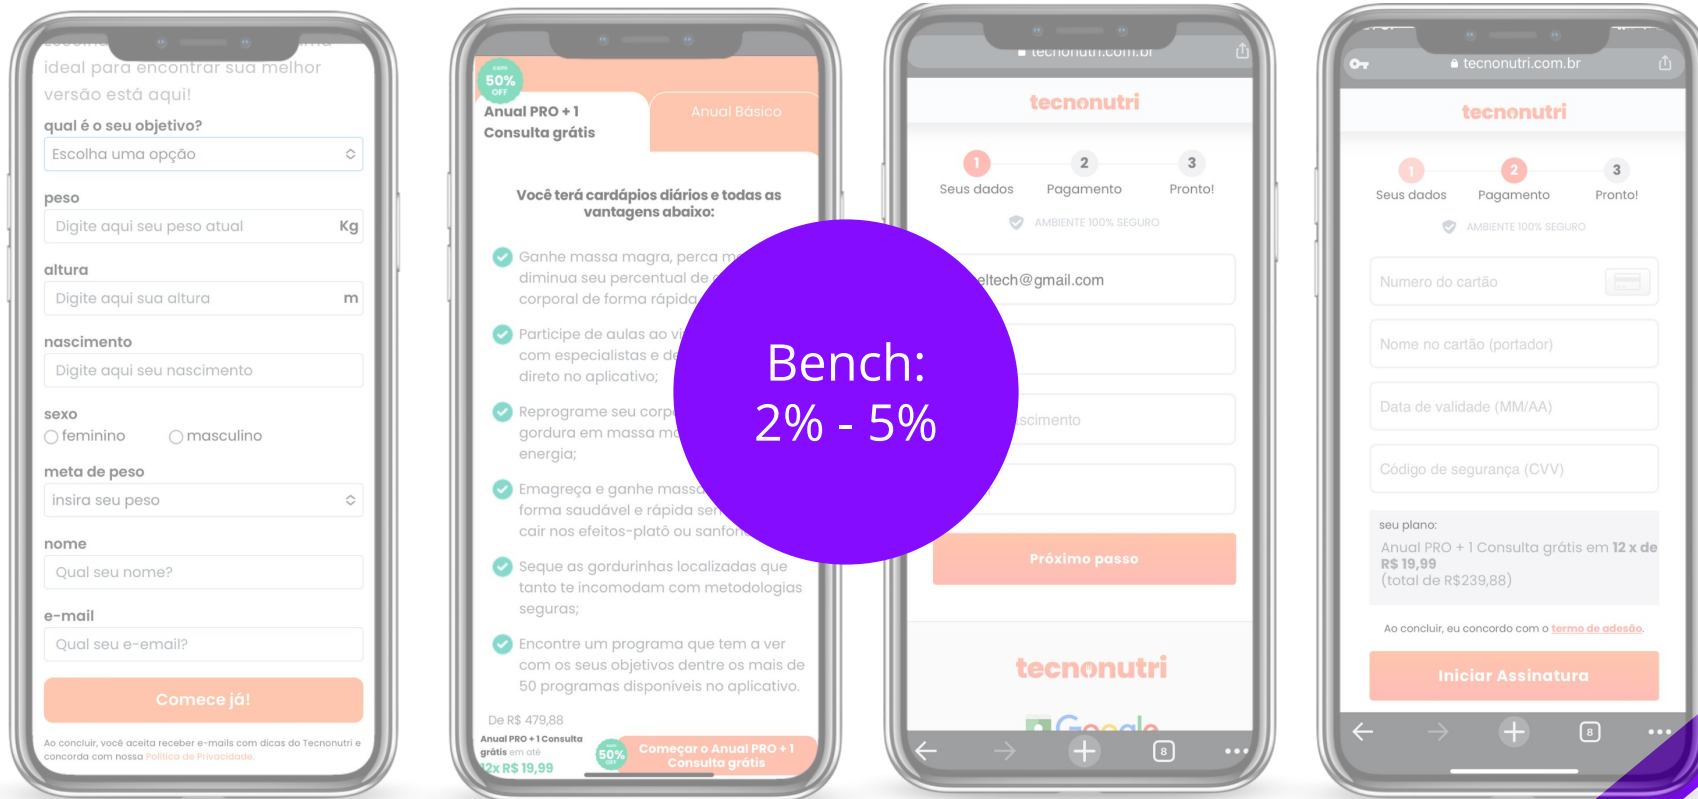 ideal para encontrar sua melhor
versão está aqui!
qual é o seu objetivo?
Escolha uma opção
peso
Digite aqui seu peso atual
Kg
altura
Digite aqui sua altura
m
nascimento
Digite aqui seu nascimento
sexo
feminino
masculino
meta de peso
insira seu peso
nome
Qual seu nome?
e-mail
Qual seu e-email?
Comece já!
Ao concluir, você aceita receber e-mails com dicas do Tecnonutri e
concorda com nossa Política de Privacidade.
com
50%
OFF
Anual PRO + 1
Consulta grátis
Anual Básico
Você terá cardápios diários e todas as
vantagens abaixo:
Ganhe massa magra, perca
diminua seu percentual de
corporal de forma rápida
Participe de aulas ao
com especialistas e
direto no aplicativo;
Reprograme seu
gordura em massa
energia;
Emagreça e ganhe
forma saudável e rápida
cair nos efeitos-platô ou
Seque as gordurinhas localizadas que
tanto te incomodam com metodologias
seguras;
Encontre um programa que tem a ver
com os seus objetivos dentre os mais de
50 programas disponíveis no aplicativo.
De R$ 479,88
Anual PRO + 1 Consulta
grátis em até
12x R$ 19,99
com
50%
OFF
Começar o Anual PRO + 1
Consulta grátis
Bench:
2% - 5%
tecnonutri.com.br
tecnonutri
1
2
3
Seus dados
Pagamento
Pronto!
AMBIENTE 100% SEGURO
eltech@gmail.com
scimento
Próximo passo
tecnonutri
Google
8
tecnonutri.com.br
tecnonutri
1
2
3
Seus dados
Pagamento
Pronto!
AMBIENTE 100% SEGURO
Numero do cartão
Nome no cartão (portador)
Data de validade (MM/AA)
Código de segurança (CVV)
seu plano:
Anual PRO + 1 Consulta grátis em 12 x de
R$ 19,99
(total de R$239,88)
Ao concluir, eu concordo com o termo de adesão.
Iniciar Assinatura
8